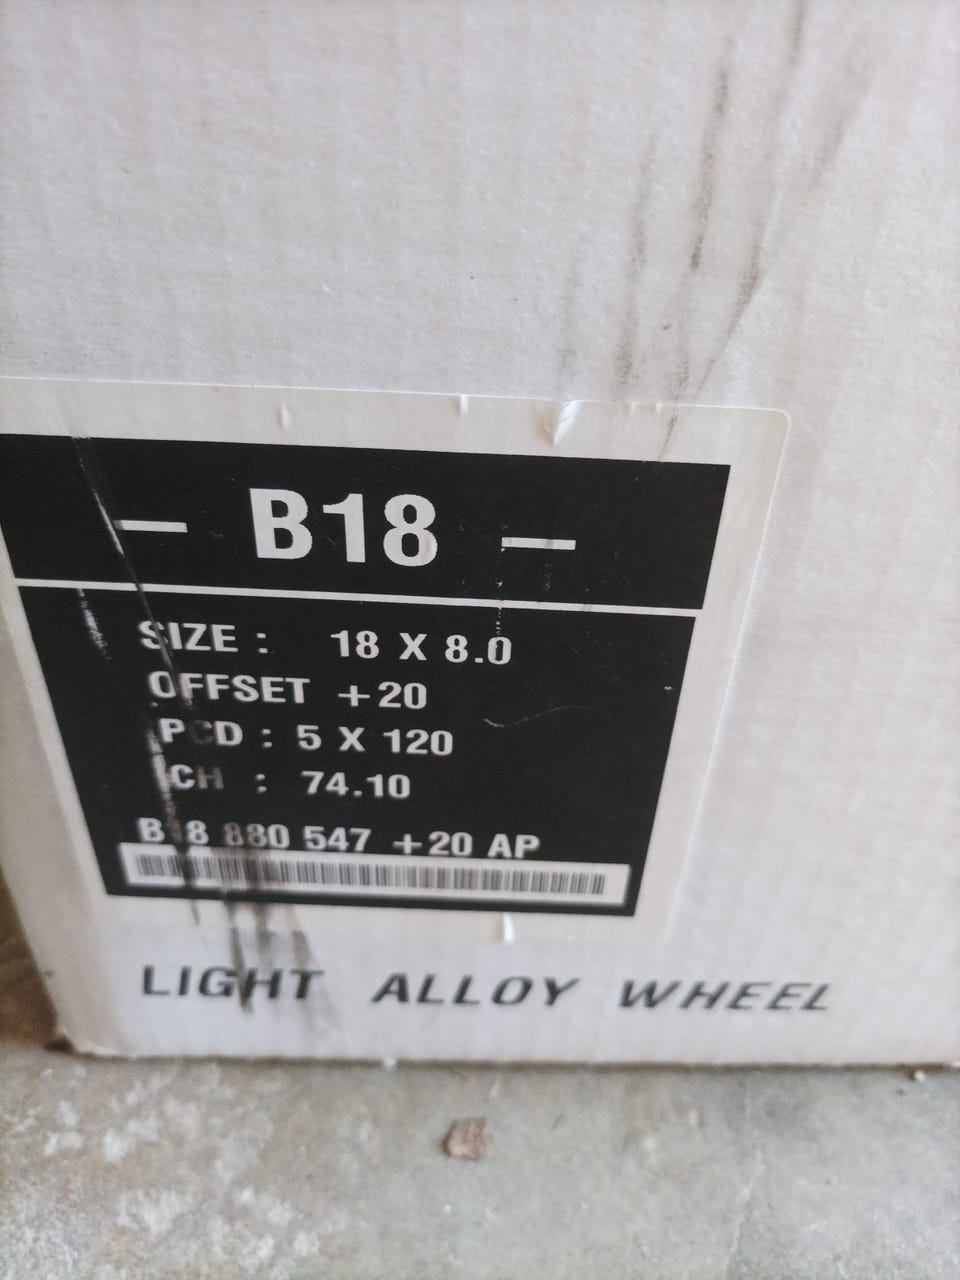 – B18 –
SIZE : 18 X 8.0
OFFSET +20
PCD : 5 X 120
CH : 74.10
B18 880 547 +20 AP
LIGHT ALLOY WHEEL